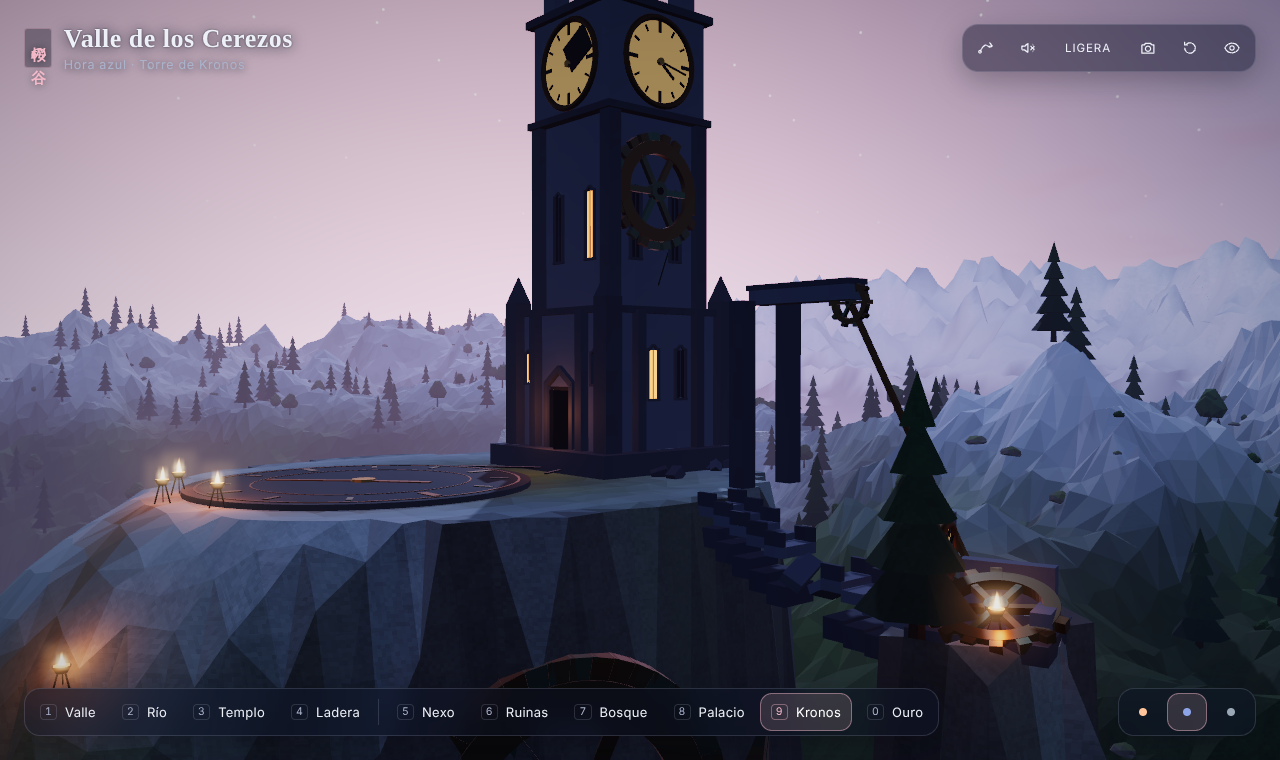 桜の谷
Valle de los Cerezos
Hora azul · Torre de Kronos
LIGERA
1 Valle
2 Río
3 Templo
4 Ladera
5 Nexo
6 Ruinas
7 Bosque
8 Palacio
9 Kronos
0 Ouro